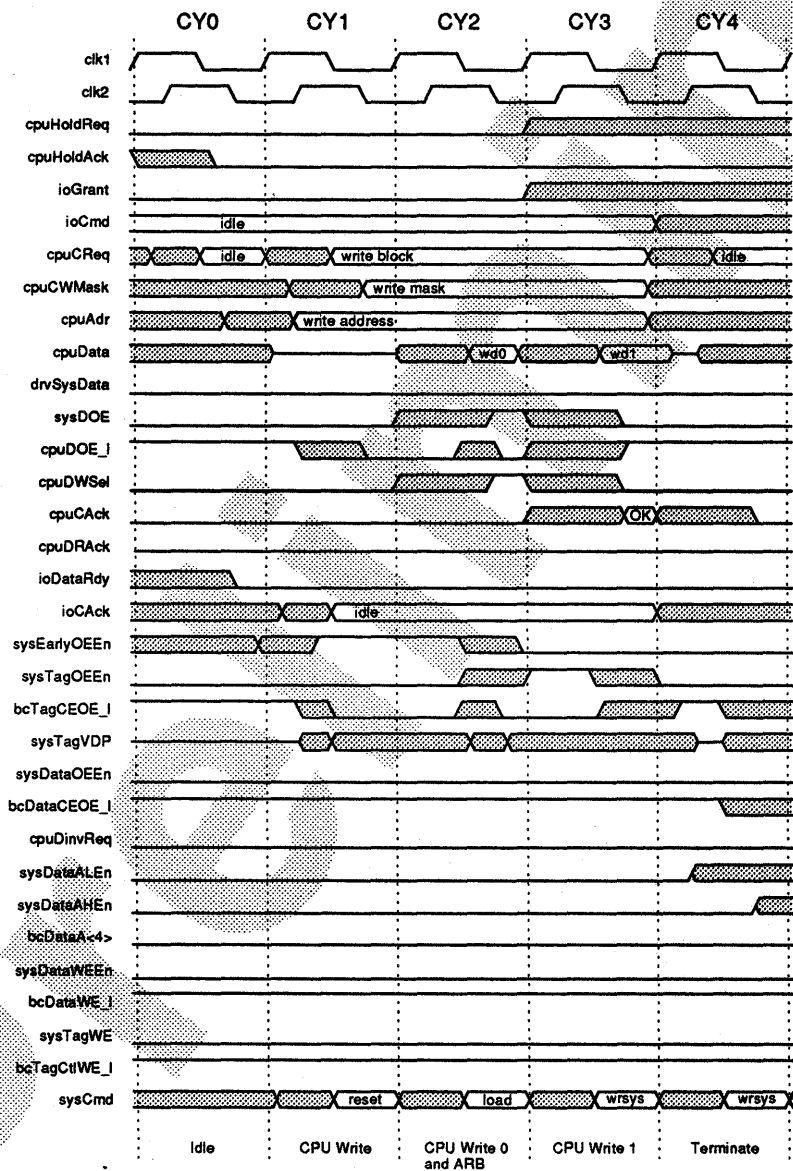 CY0 CY1 CY2 CY3 CY4
clk1
clk2
cpuHoldReq
cpuHoldAck
ioGrant
ioCmd idle
cpuCReq idle write block idle
cpuCWMask write mask
cpuAdr write address
cpuData wd0 wd1
drvSysData
sysDOE
cpuDOE_l
cpuDWSel
cpuCAck OK
cpuDRAck
ioDataRdy
ioCAck idle
sysEarlyOEEn
sysTagOEEn
bcTagCEOE_l
sysTagVDP
sysDataOEEn
bcDataCEOE_l
cpuDinvReq
sysDataALEn
sysDataAHEn
bcDataA<4>
sysDataWEEn
bcDataWE_l
sysTagWE
bcTagCtlWE_l
sysCmd reset load wrsys wrsys
Idle CPU Write CPU Write 0 CPU Write 1 Terminate
and ARB